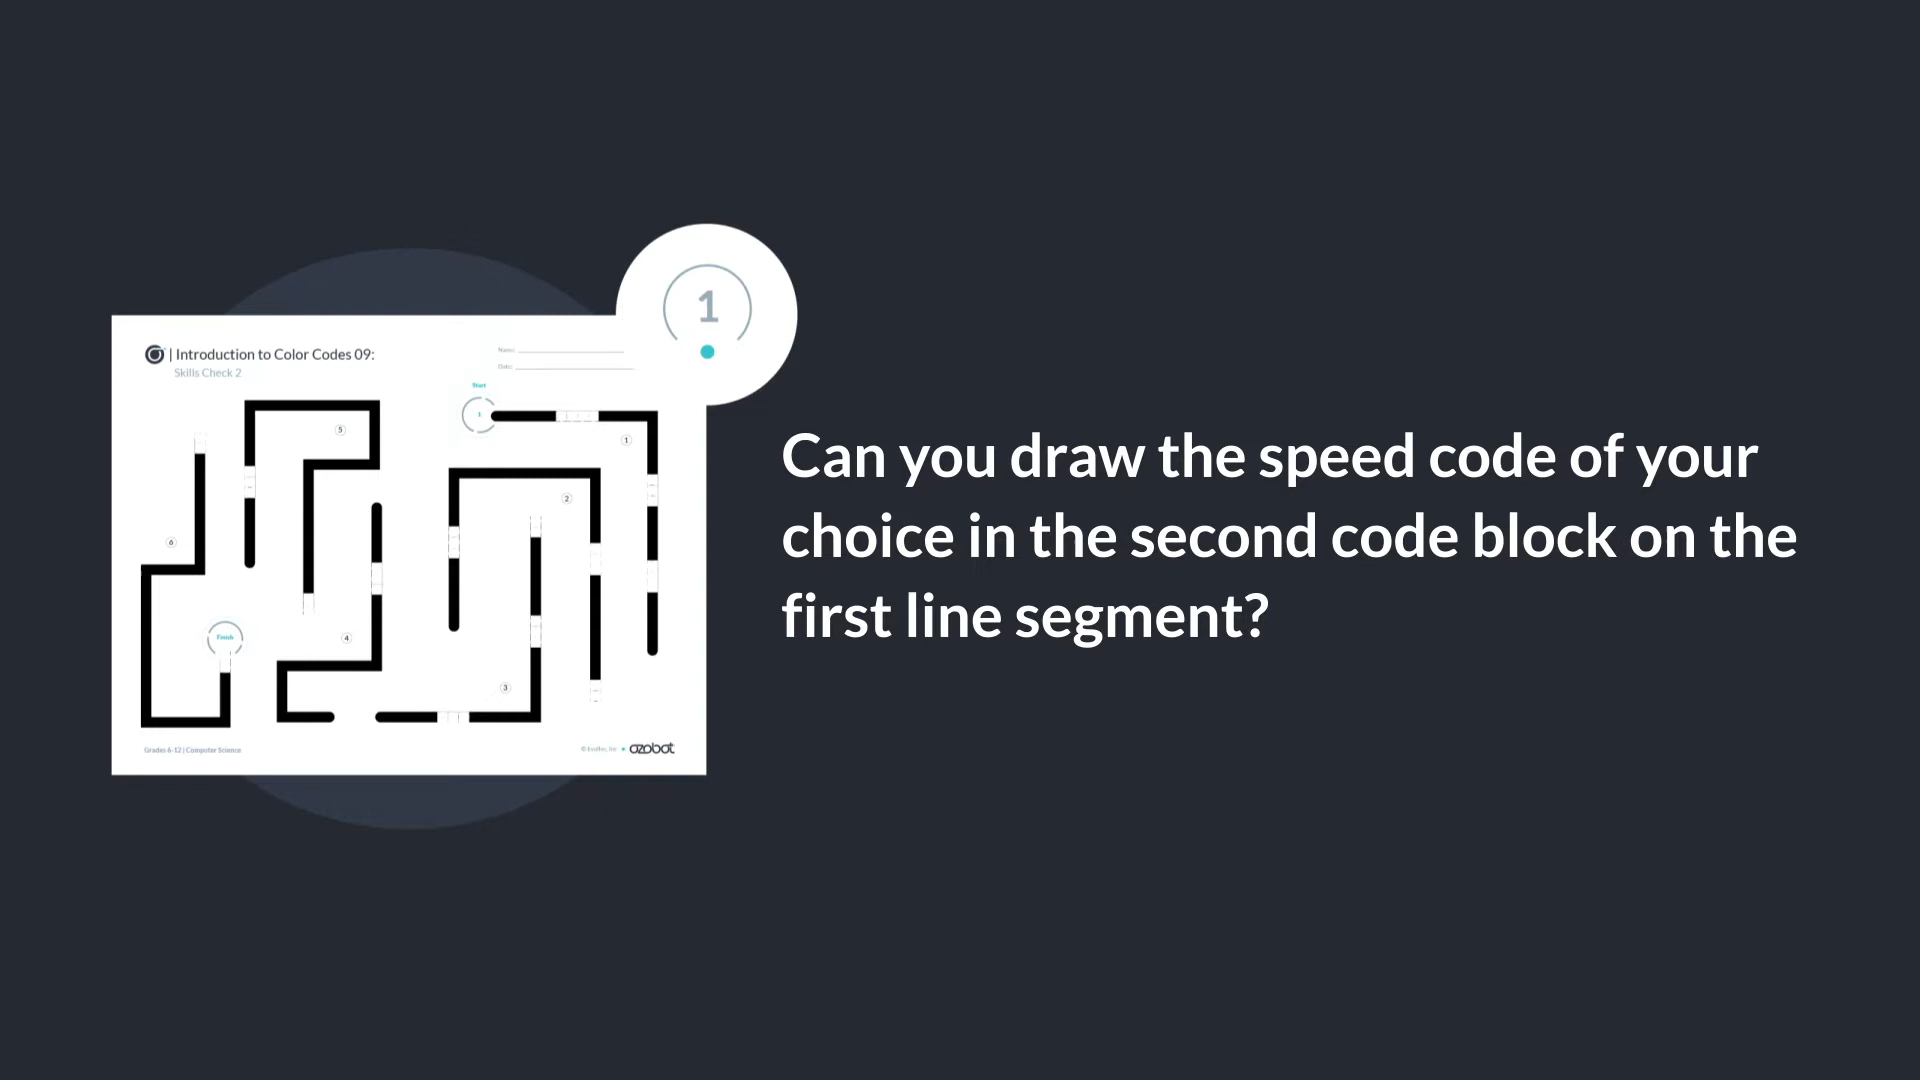 1
| Introduction to Color Codes 09:
Skills Check 2
Name:
Date:
Start
1
1
5
2
6
Finish
4
3
Grades 6-12 | Computer Science
© Evollve, Inc. • ozobot
Can you draw the speed code of your
choice in the second code block on the
first line segment?